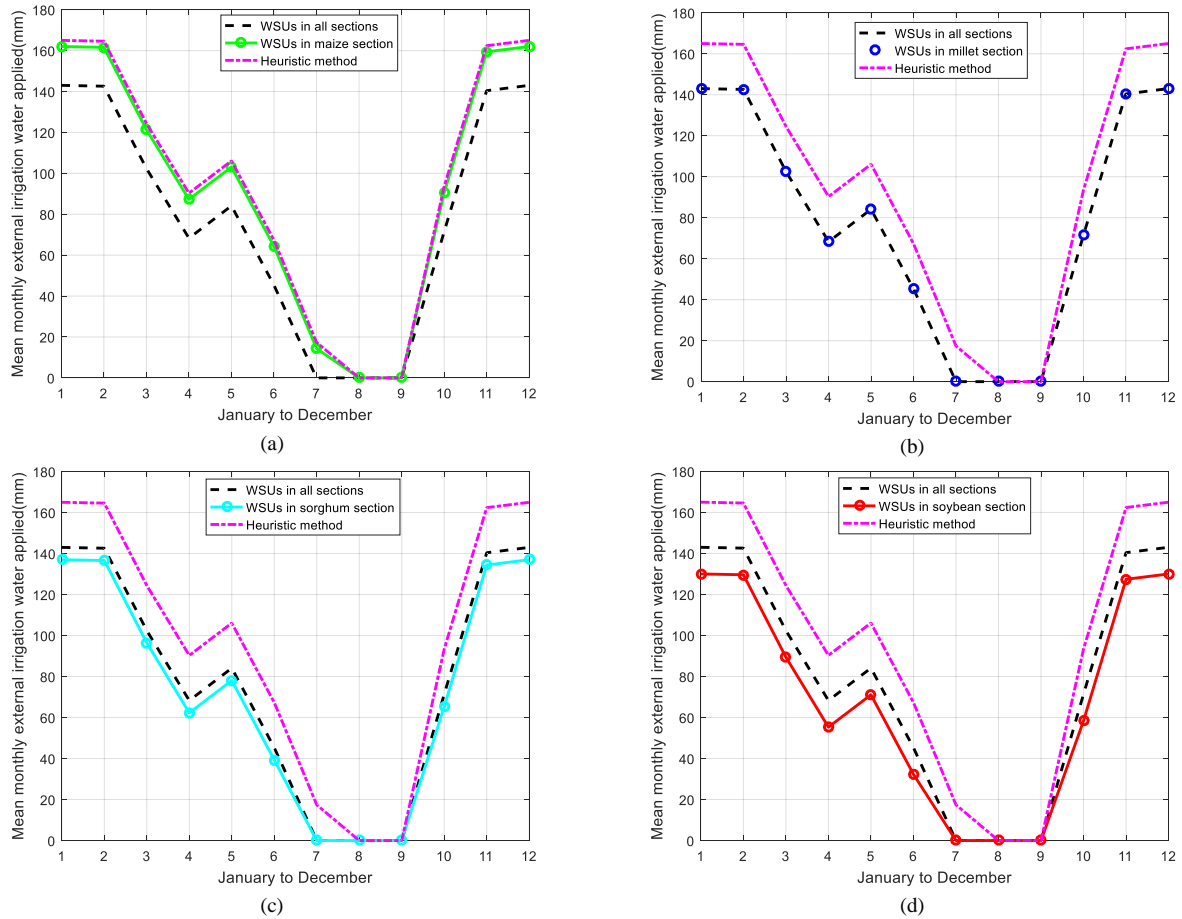 180
160
140
120
100
80
60
40
20
0
Mean monthly external irrigation water applied(mm)
WSUs in all sections
WSUs in maize section
Heuristic method
1 2 3 4 5 6 7 8 9 10 11 12
January to December
(a)
180
160
140
120
100
80
60
40
20
0
Mean monthly external irrigation water applied(mm)
WSUs in all sections
WSUs in millet section
Heuristic method
1 2 3 4 5 6 7 8 9 10 11 12
January to December
(b)
180
160
140
120
100
80
60
40
20
0
Mean monthly external irrigation water applied(mm)
WSUs in all sections
WSUs in sorghum section
Heuristic method
1 2 3 4 5 6 7 8 9 10 11 12
January to December
(c)
180
160
140
120
100
80
60
40
20
0
Mean monthly external irrigation water applied(mm)
WSUs in all sections
WSUs in soybean section
Heuristic method
1 2 3 4 5 6 7 8 9 10 11 12
January to December
(d)